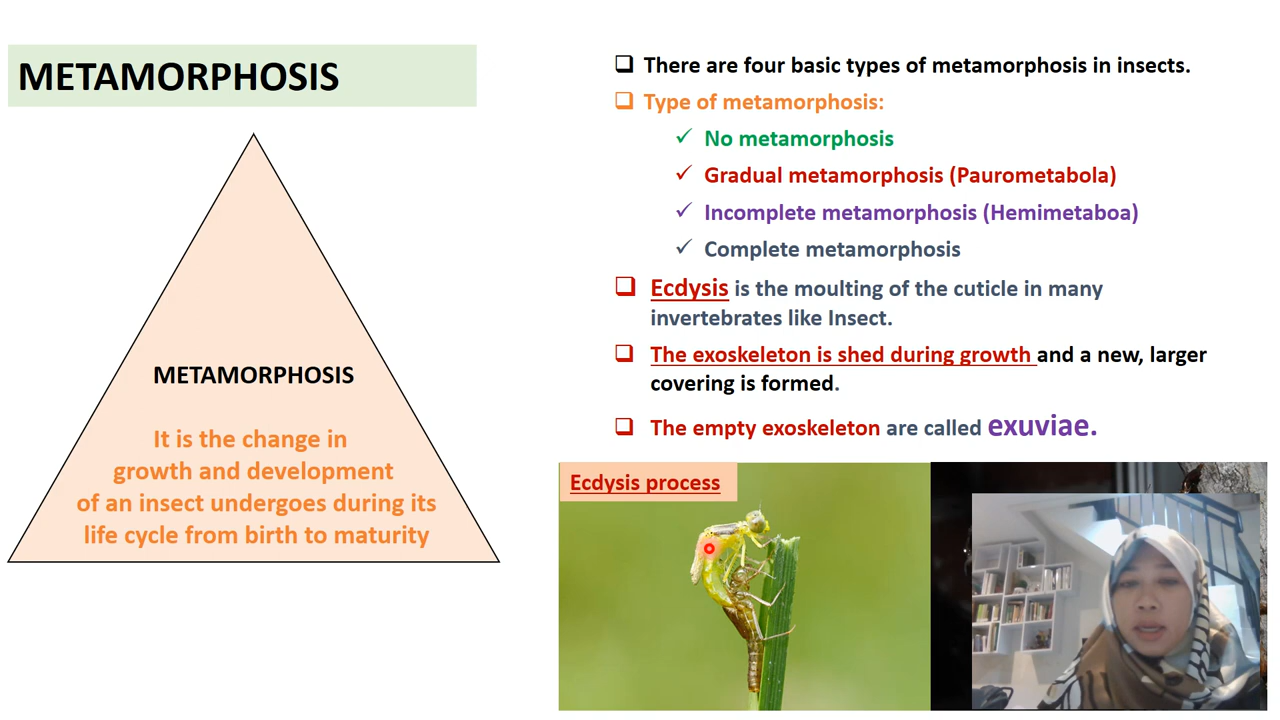 METAMORPHOSIS
METAMORPHOSIS
It is the change in
growth and development
of an insect undergoes during its
life cycle from birth to maturity
There are four basic types of metamorphosis in insects.
Type of metamorphosis:
No metamorphosis
Gradual metamorphosis (Paurometabola)
Incomplete metamorphosis (Hemimetaboa)
Complete metamorphosis
Ecdysis is the moulting of the cuticle in many
invertebrates like Insect.
The exoskeleton is shed during growth and a new, larger
covering is formed.
The empty exoskeleton are called exuviae.
Ecdysis process